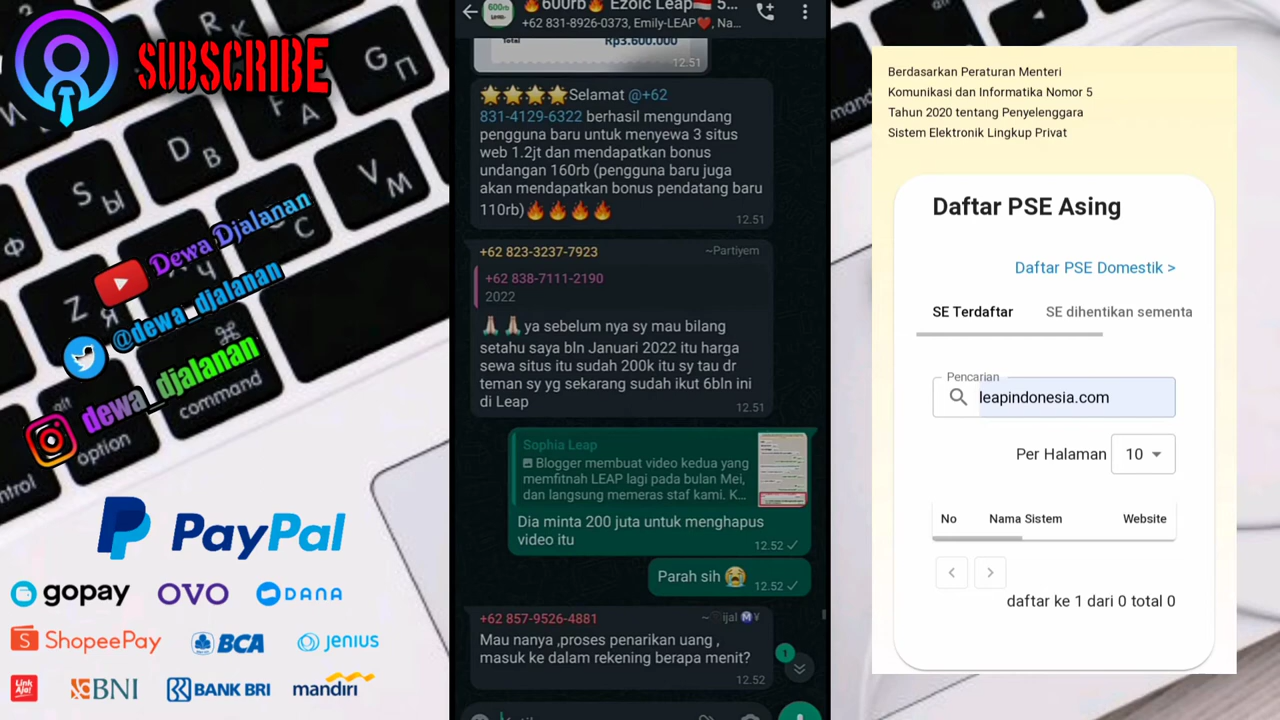 SUBSCRIBE
Dewa Djalanan
@dewa_djalanan
dewa_djalanan
command
option
PayPal
gopay OVO DANA
ShopeePay BCA jenius
LinkAja! BNI BANK BRI mandiri
🔥600rb🔥 Ezoic Leap🇮🇩 5...
+62 831-8926-0373, Emily-LEAP❤️, Na...
Total Rp3.600.000
12.51
🌟🌟🌟🌟Selamat @+62
831-4129-6322 berhasil mengundang
pengguna baru untuk menyewa 3 situs
web 1.2jt dan mendapatkan bonus
undangan 160rb (pengguna baru juga
akan mendapatkan bonus pendatang baru
110rb)🔥🔥🔥🔥
12.51
+62 823-3237-7923 ~Partiyem
+62 838-7111-2190
2022
🙏🏻🙏🏻ya sebelum nya sy mau bilang
setahu saya bln Januari 2022 itu harga
sewa situs itu sudah 200k itu sy tau dr
teman sy yg sekarang sudah ikut 6bln ini
di Leap
12.51
Sophia Leap
Blogger membuat video kedua yang
memfitnah LEAP lagi pada bulan Mei,
dan langsung memeras staf kami. K...
Dia minta 200 juta untuk menghapus
video itu
12.52
Parah sih 😭
12.52
+62 857-9526-4881
Mau nanya ,proses penarikan uang ,
masuk ke dalam rekening berapa menit?
12.52
1
Berdasarkan Peraturan Menteri
Komunikasi dan Informatika Nomor 5
Tahun 2020 tentang Penyelenggara
Sistem Elektronik Lingkup Privat
Daftar PSE Asing
Daftar PSE Domestik >
SE Terdaftar SE dihentikan sementa
Pencarian
leapindonesia.com
Per Halaman 10
No Nama Sistem Website
daftar ke 1 dari 0 total 0